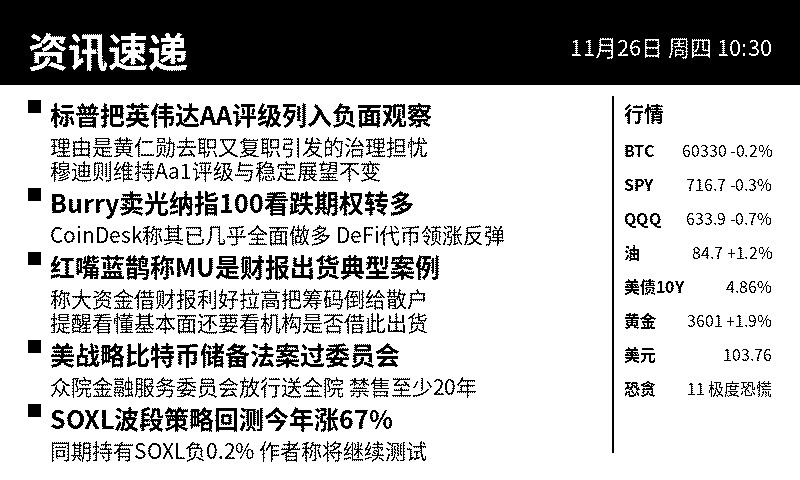 资讯速递
11月26日 周四 10:30
标普把英伟达AA评级列入负面观察
理由是黄仁勋去职又复职引发的治理担忧
穆迪则维持Aa1评级与稳定展望不变
Burry卖光纳指100看跌期权转多
CoinDesk称其已几乎全面做多 DeFi代币领涨反弹
红嘴蓝鹊称MU是财报出货典型案例
称大资金借财报利好拉高把筹码倒给散户
提醒看懂基本面还要看机构是否借此出货
美战略比特币储备法案过委员会
众院金融服务委员会放行送全院 禁售至少20年
SOXL波段策略回测今年涨67%
同期持有SOXL负0.2% 作者称将继续测试
行情
BTC 60330 -0.2%
SPY 716.7 -0.3%
QQQ 633.9 -0.7%
油 84.7 +1.2%
美债10Y 4.86%
黄金 3601 +1.9%
美元 103.76
恐贪 11 极度恐慌